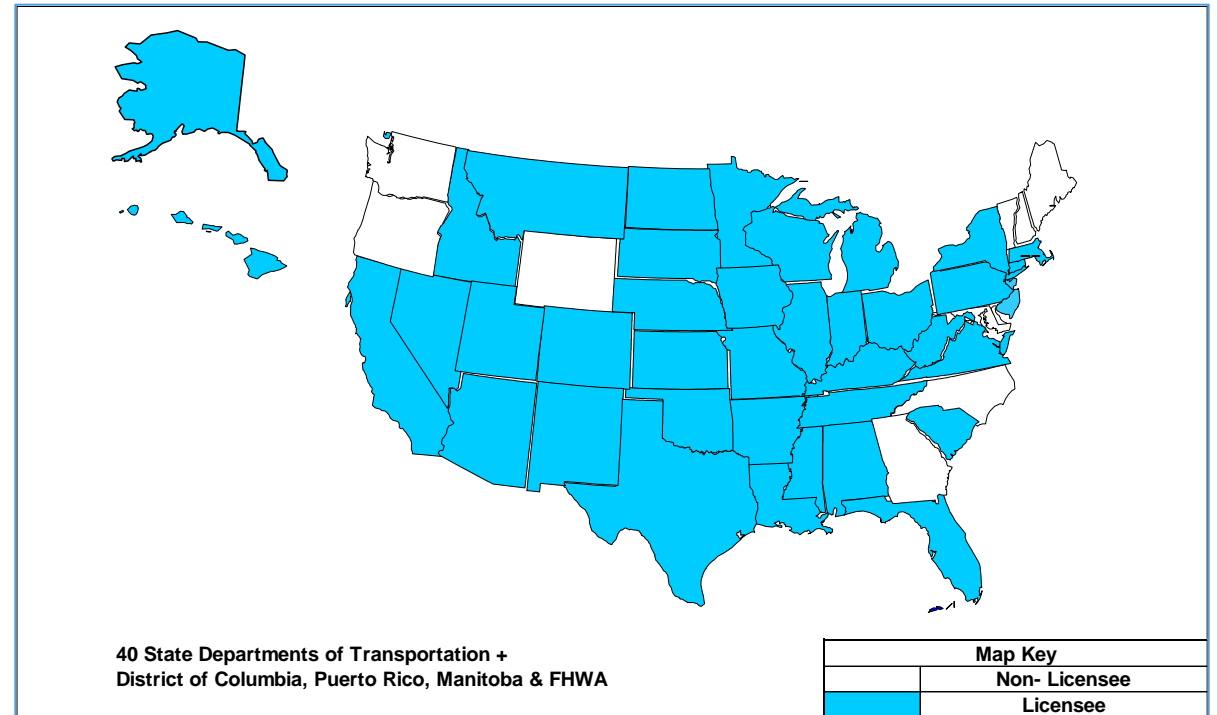 40 State Departments of Transportation +
District of Columbia, Puerto Rico, Manitoba & FHWA
Map Key
Non- Licensee
Licensee